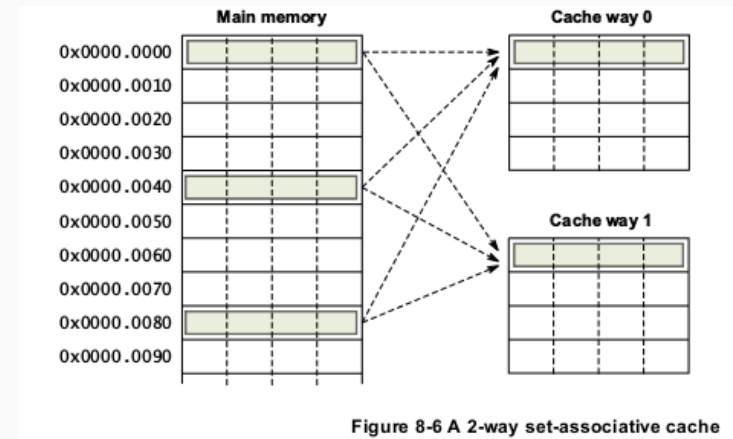 Main memory
Cache way 0
0x0000.0000
0x0000.0010
0x0000.0020
0x0000.0030
0x0000.0040
0x0000.0050
0x0000.0060
0x0000.0070
0x0000.0080
0x0000.0090
Cache way 1
Figure 8-6 A 2-way set-associative cache